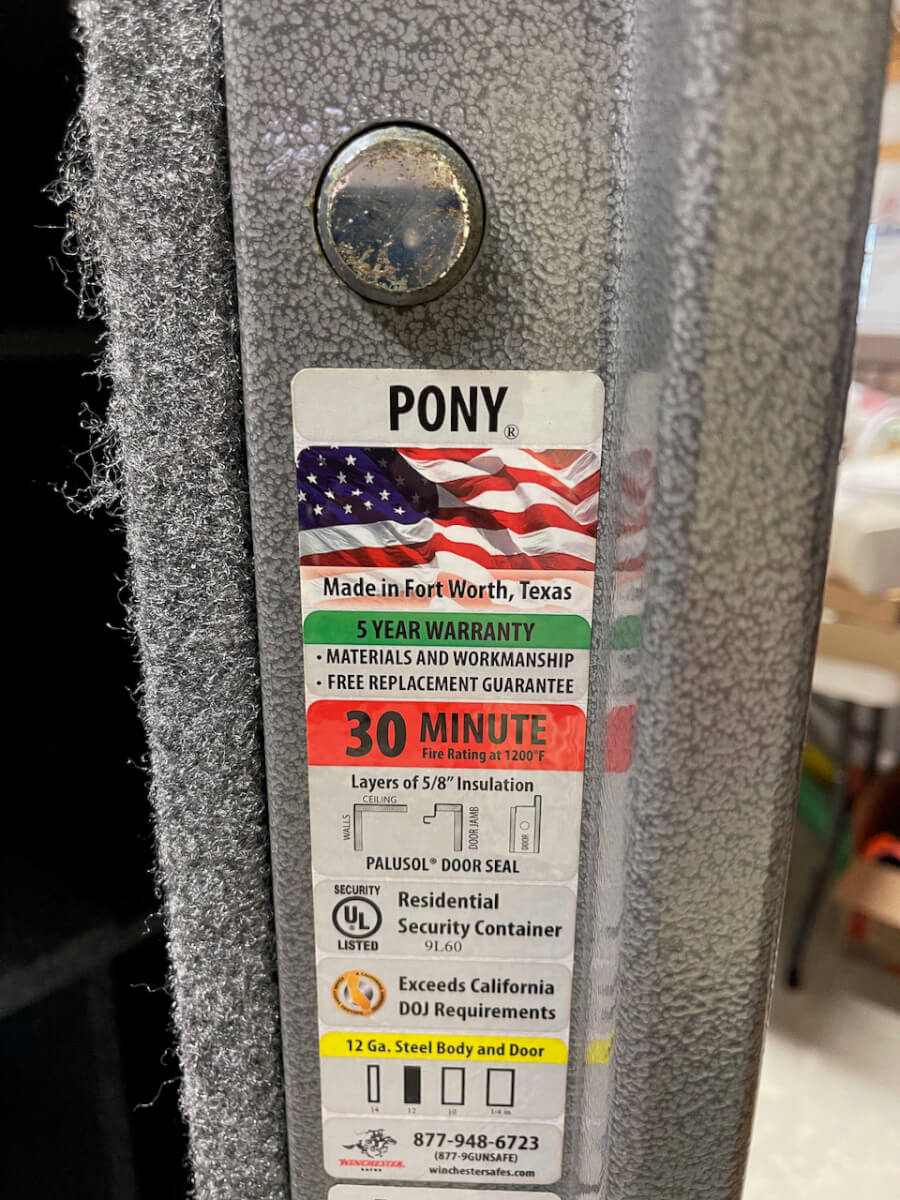 PONY®
Made in Fort Worth, Texas
5 YEAR WARRANTY
• MATERIALS AND WORKMANSHIP
• FREE REPLACEMENT GUARANTEE
30 MINUTE
Fire Rating at 1200°F
Layers of 5/8" Insulation
CEILING
WALLS
DOOR JAMB
DOOR
PALUSOL® DOOR SEAL
SECURITY
UL
LISTED
Residential
Security Container
9L60
Exceeds California
DOJ Requirements
12 Ga. Steel Body and Door
14 12 10 1/4 in
WINCHESTER
SAFES
877-948-6723
(877-9GUNSAFE)
winchestersafes.com